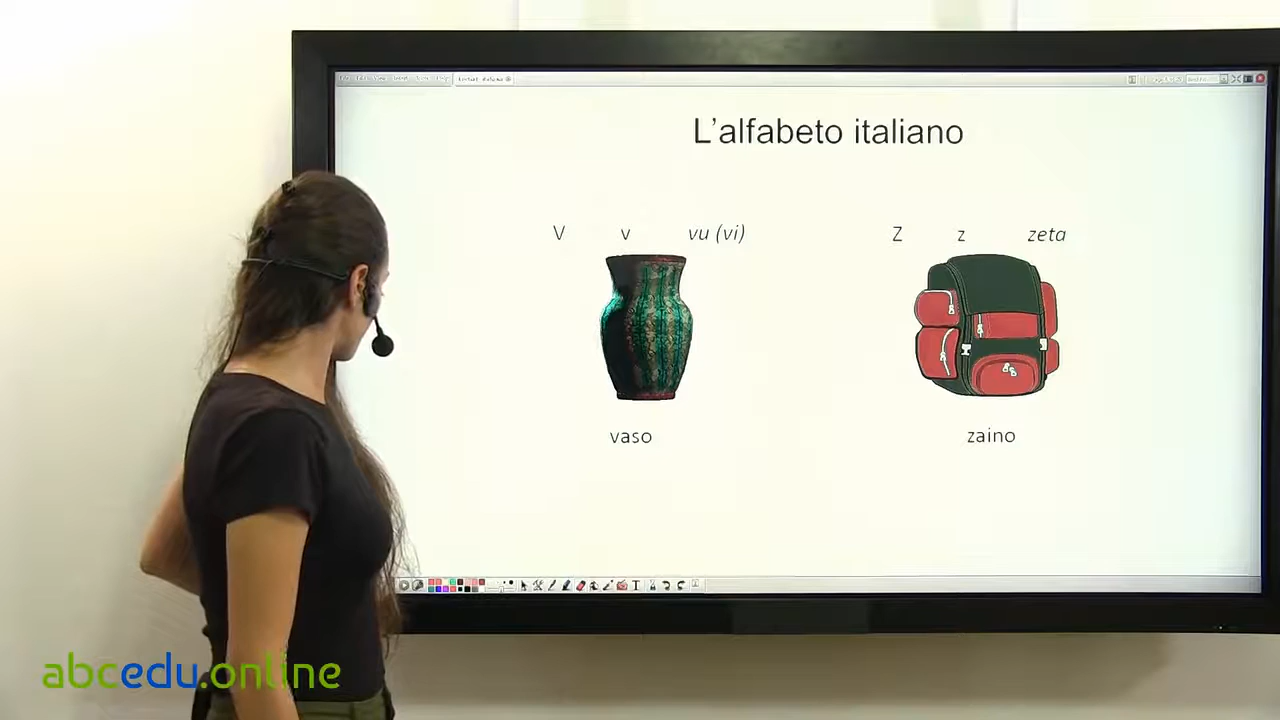 L'alfabeto italiano
V v vu (vi)
Z z zeta
vaso
zaino
abcedu.online